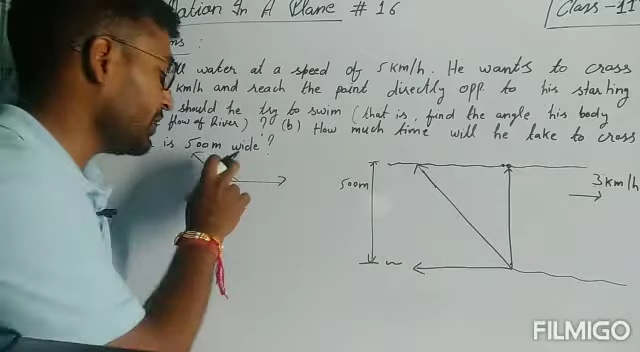 Motion In A Plane # 16
Class-11
ms :
ll water at a speed of 5 km/h. He wants to cross
km/h and reach the point directly opp. to his starting
should he try to swim (that is, find the angle his body
flow of River) ? (b) How much time will he take to cross
is 500m wide ?
500m
3 km/h
FILMIGO